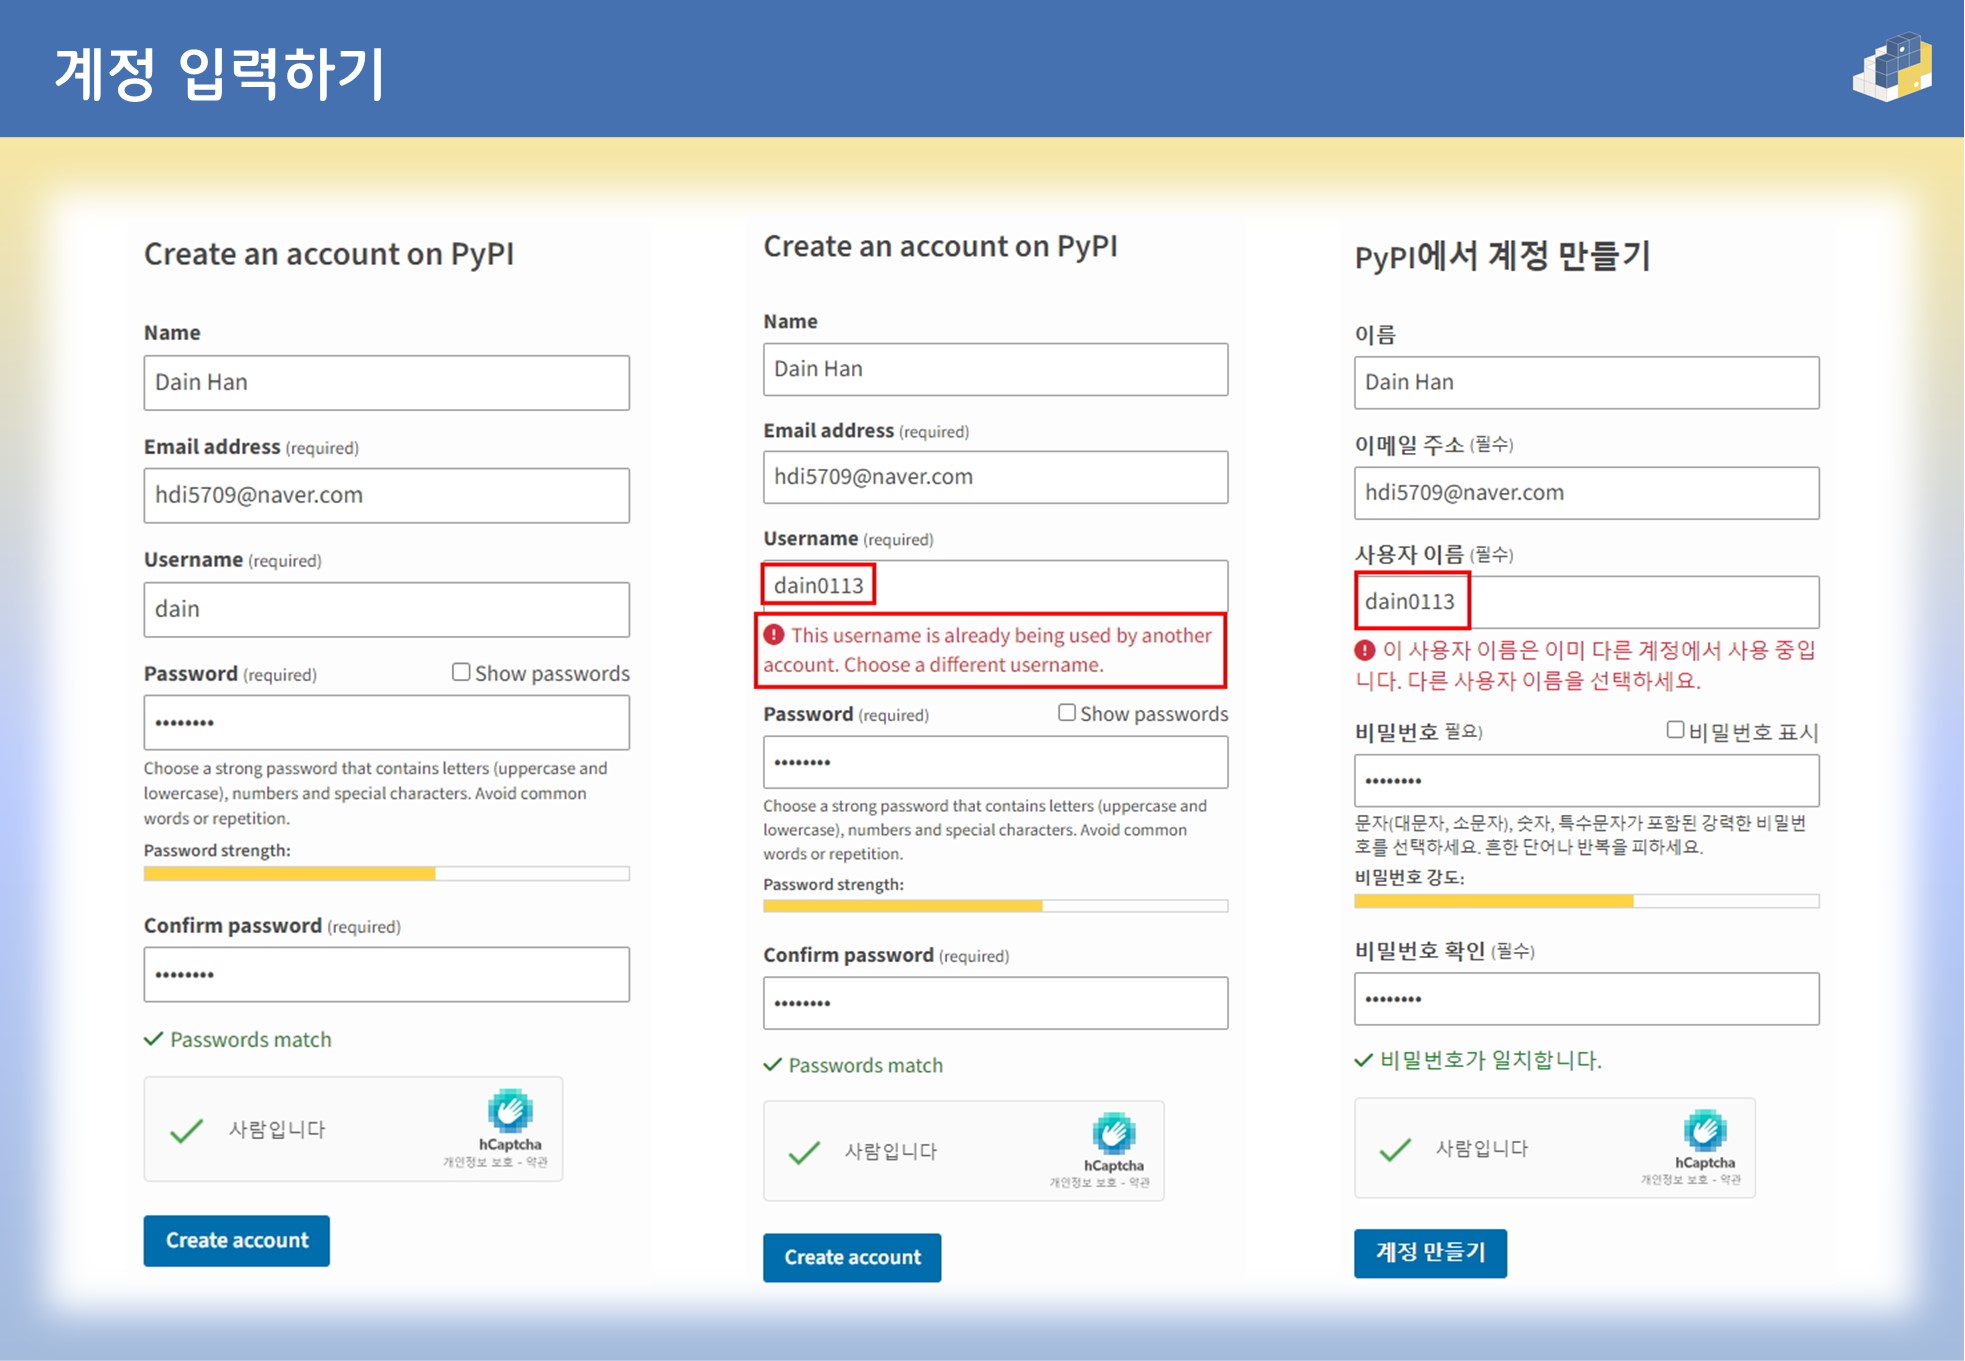 계정 입력하기
Create an account on PyPI
Name
Dain Han
Email address (required)
hdi5709@naver.com
Username (required)
dain
Password (required)
Show passwords
••••••••
Choose a strong password that contains letters (uppercase and
lowercase), numbers and special characters. Avoid common
words or repetition.
Password strength:
Confirm password (required)
••••••••
Passwords match
사람입니다
hCaptcha
개인정보 보호 - 약관
Create account
Create an account on PyPI
Name
Dain Han
Email address (required)
hdi5709@naver.com
Username (required)
dain0113
This username is already being used by another
account. Choose a different username.
Password (required)
Show passwords
••••••••
Choose a strong password that contains letters (uppercase and
lowercase), numbers and special characters. Avoid common
words or repetition.
Password strength:
Confirm password (required)
••••••••
Passwords match
사람입니다
hCaptcha
개인정보 보호 - 약관
Create account
PyPI에서 계정 만들기
이름
Dain Han
이메일 주소 (필수)
hdi5709@naver.com
사용자 이름 (필수)
dain0113
이 사용자 이름은 이미 다른 계정에서 사용 중입
니다. 다른 사용자 이름을 선택하세요.
비밀번호 필요)
비밀번호 표시
••••••••
문자(대문자, 소문자), 숫자, 특수문자가 포함된 강력한 비밀번
호를 선택하세요. 흔한 단어나 반복을 피하세요.
비밀번호 강도:
비밀번호 확인 (필수)
••••••••
비밀번호가 일치합니다.
사람입니다
hCaptcha
개인정보 보호 - 약관
계정 만들기